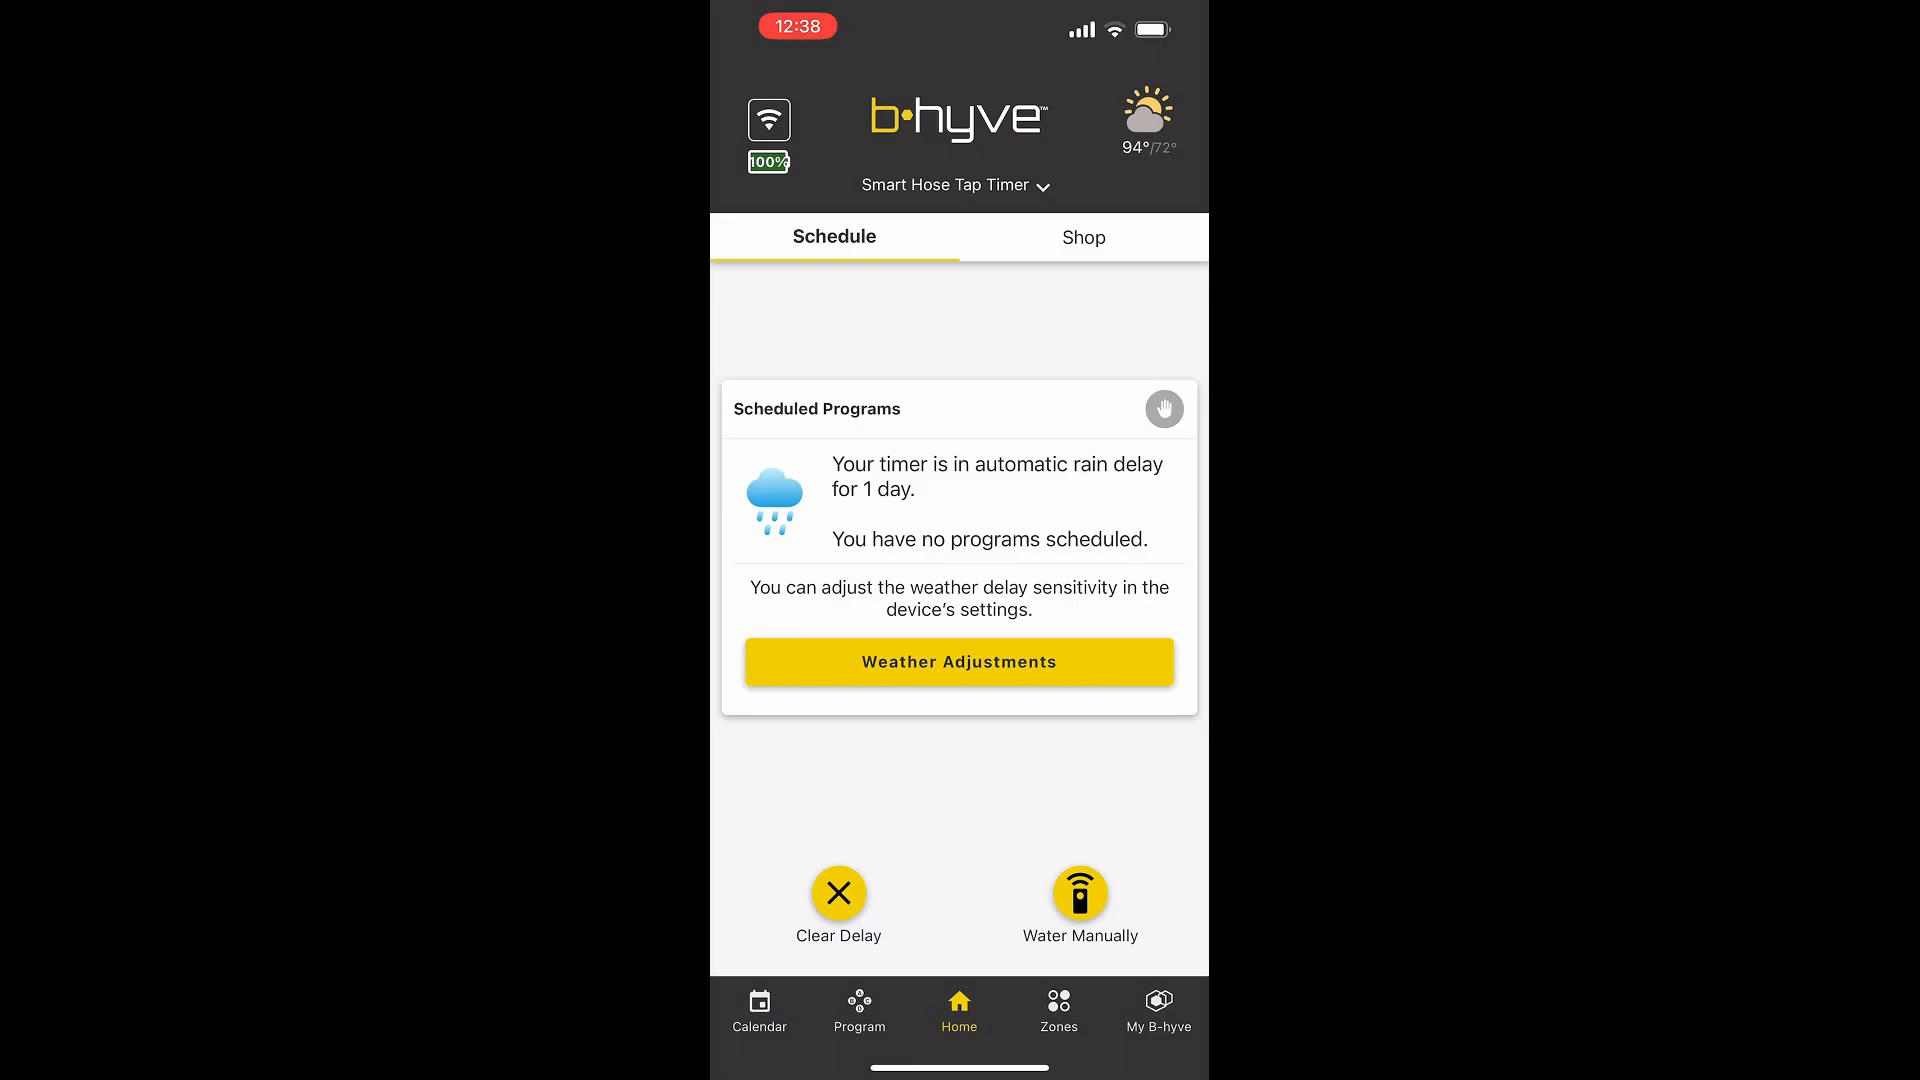 12:38
b•hyve™
100%
94°/72°
Smart Hose Tap Timer
Schedule
Shop
Scheduled Programs
Your timer is in automatic rain delay
for 1 day.
You have no programs scheduled.
You can adjust the weather delay sensitivity in the
device’s settings.
Weather Adjustments
Clear Delay
Water Manually
A
B C
D
Calendar
Program
Home
Zones
My B-hyve